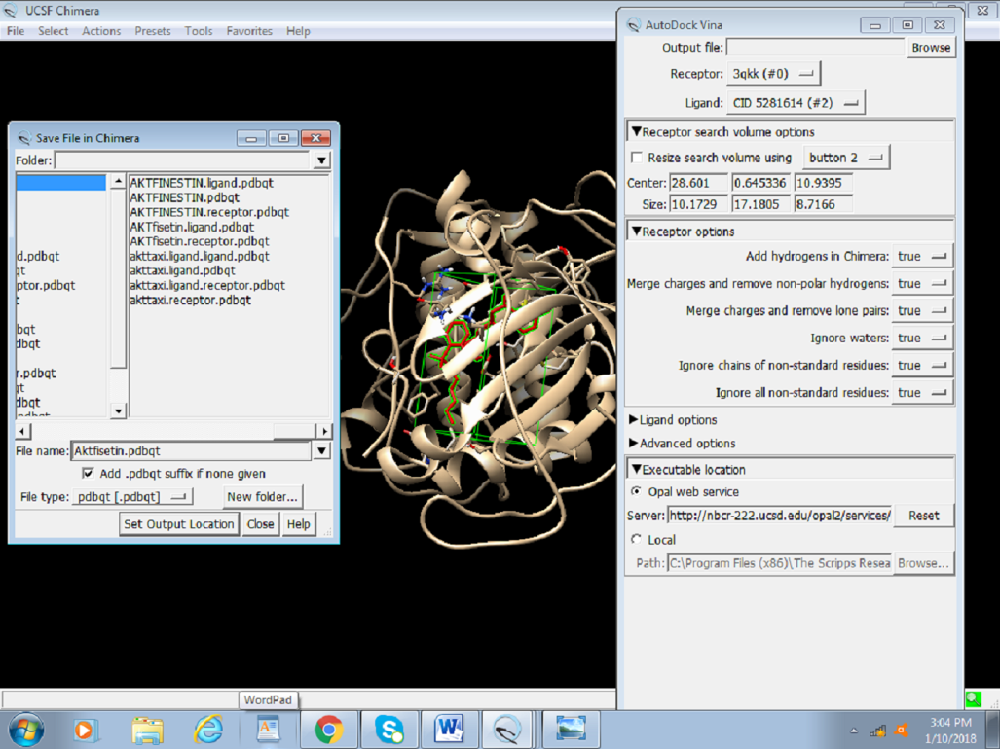 UCSF Chimera
File Select Actions Presets Tools Favorites Help
Save File in Chimera
Folder:
AKTFINESTIN.ligand.pdbqt
AKTFINESTIN.pdbqt
AKTFINESTIN.receptor.pdbqt
AKTfisetin.ligand.pdbqt
AKTfisetin.receptor.pdbqt
d.pdbqt akttaxi.ligand.ligand.pdbqt
qt akttaxi.ligand.pdbqt
ptor.pdbqt akttaxi.ligand.receptor.pdbqt
t akttaxi.receptor.pdbqt
bqt
dbqt
r.pdbqt
qt
dbqt
File name: Aktfisetin.pdbqt
Add .pdbqt suffix if none given
File type: pdbqt [.pdbqt] New folder...
Set Output Location Close Help
AutoDock Vina
Output file: Browse
Receptor: 3qkk (#0)
Ligand: CID 5281614 (#2)
▼Receptor search volume options
Resize search volume using button 2
Center: 28.601 0.645336 10.9395
Size: 10.1729 17.1805 8.7166
▼Receptor options
Add hydrogens in Chimera: true
Merge charges and remove non-polar hydrogens: true
Merge charges and remove lone pairs: true
Ignore waters: true
Ignore chains of non-standard residues: true
Ignore all non-standard residues: true
▶Ligand options
▶Advanced options
▼Executable location
Opal web service
Server: http://nbcr-222.ucsd.edu/opal2/services/ Reset
Local
Path: C:\Program Files (x86)\The Scripps Resea Browse...
WordPad
3:04 PM
1/10/2018